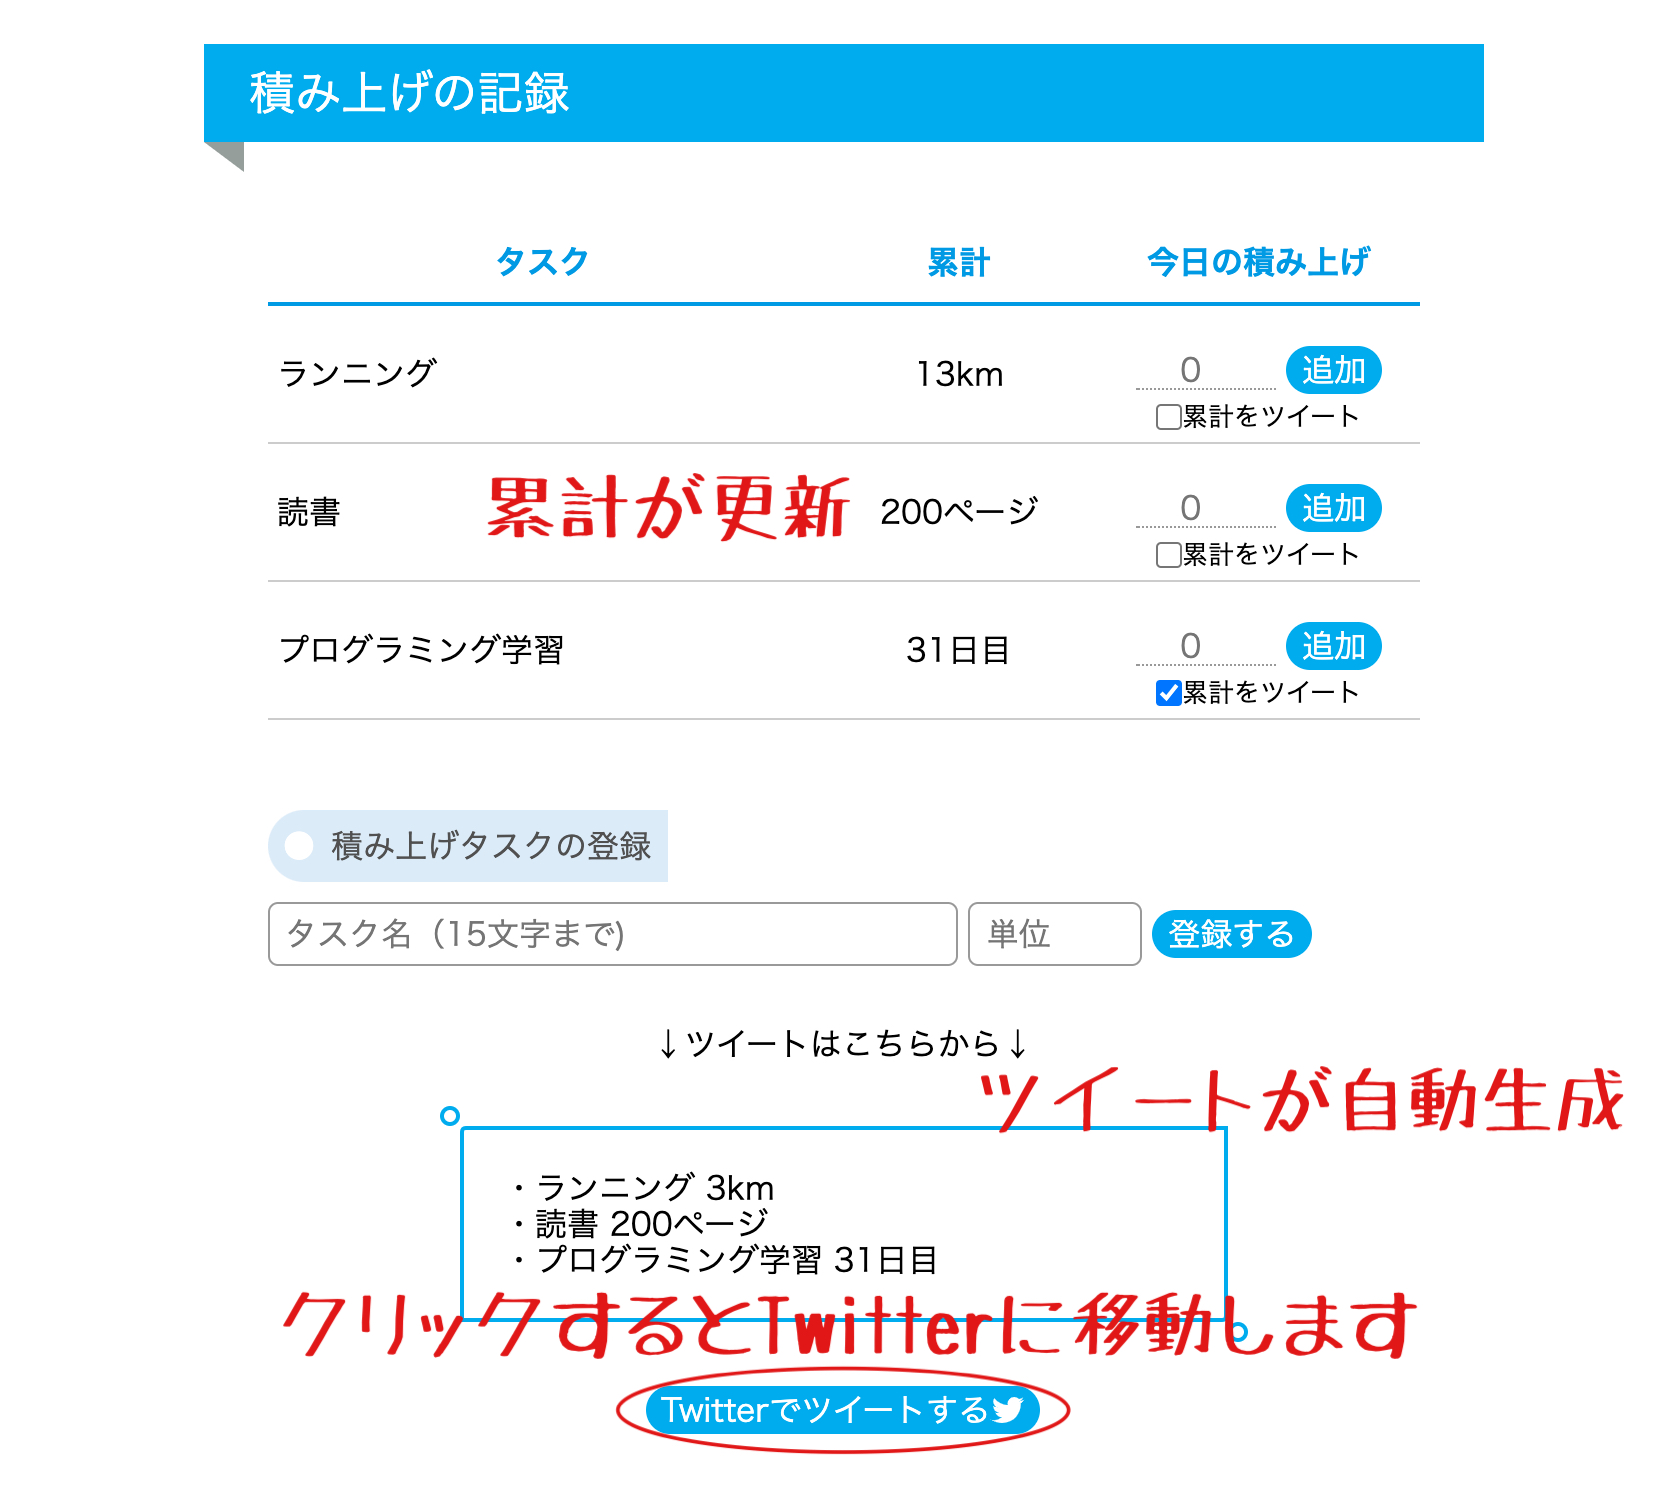 積み上げの記録
タスク 累計 今日の積み上げ
ランニング 13km 0 追加
累計をツイート
読書 累計が更新 200ページ 0 追加
累計をツイート
プログラミング学習 31日目 0 追加
累計をツイート
積み上げタスクの登録
タスク名（15文字まで) 単位 登録する
↓ツイートはこちらから↓
ツイートが自動生成
・ランニング 3km
・読書 200ページ
・プログラミング学習 31日目
クリックするとTwitterに移動します
Twitterでツイートする